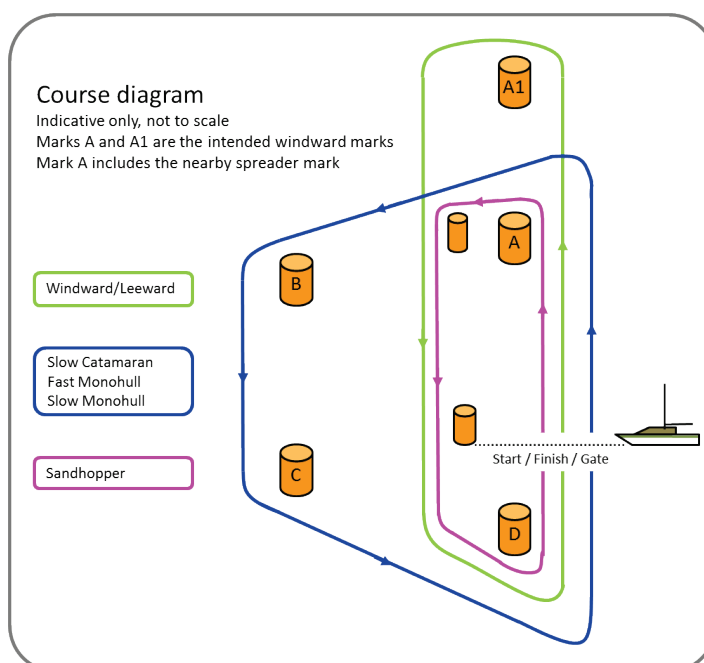 Course diagram
Indicative only, not to scale
Marks A and A1 are the intended windward marks
Mark A includes the nearby spreader mark
A1
A
B
Windward/Leeward
Slow Catamaran
Fast Monohull
Slow Monohull
Start / Finish / Gate
C
Sandhopper
D